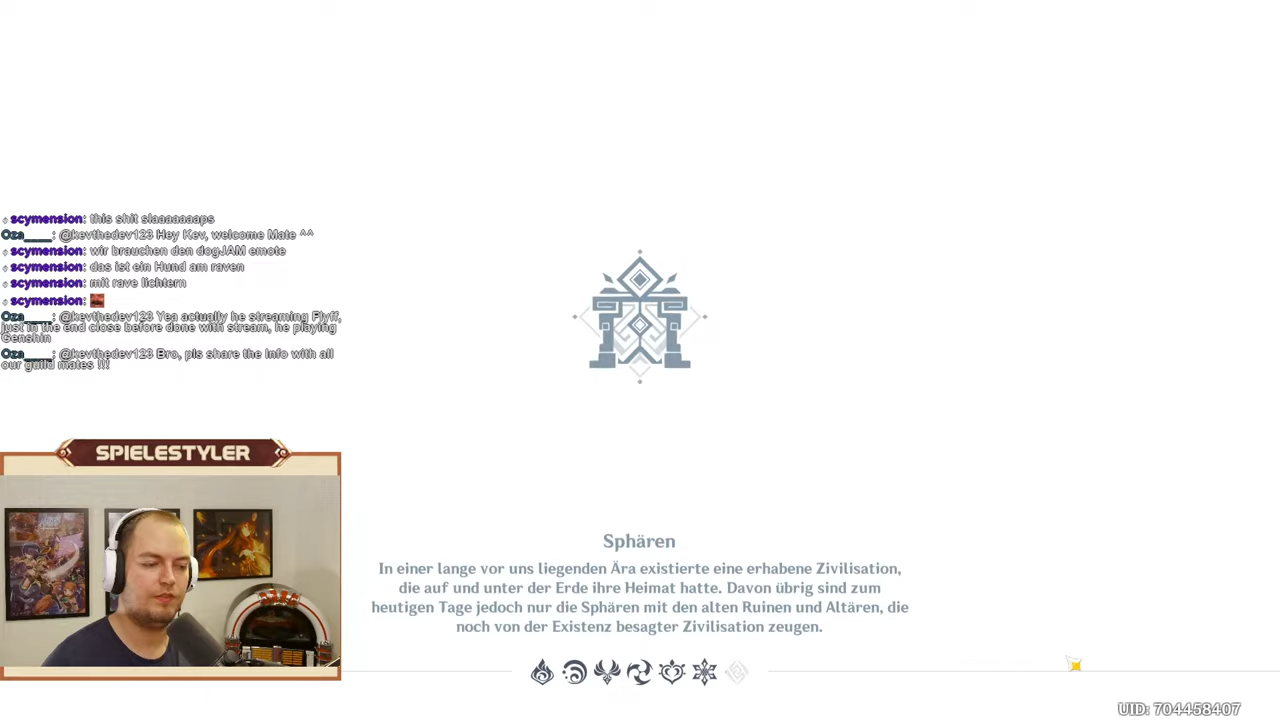 scymension: this shit slaaaaaaaps
Oza____: @kevthedev123 Hey Kev, welcome Mate ^^
scymension: wir brauchen den dogJAM emote
scymension: das ist ein Hund am raven
scymension: mit rave lichtern
scymension:
Oza____: @kevthedev123 Yea actually he streaming Flyff,
just in the end close before done with stream, he playing
Genshin
Oza____: @kevthedev123 Bro, pls share the info with all
our guild mates !!!
SPIELESTYLER
Sphären
In einer lange vor uns liegenden Ära existierte eine erhabene Zivilisation,
die auf und unter der Erde ihre Heimat hatte. Davon übrig sind zum
heutigen Tage jedoch nur die Sphären mit den alten Ruinen und Altären, die
noch von der Existenz besagter Zivilisation zeugen.
UID: 704458407